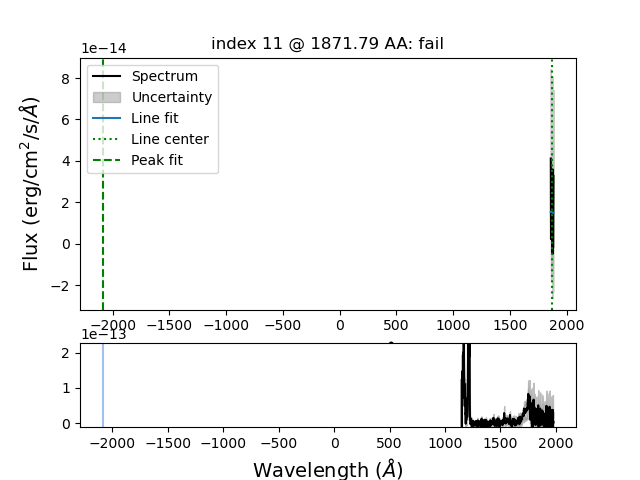 index 11 @ 1871.79 AA: fail
1e−14
Spectrum
Uncertainty
Line fit
Line center
Peak fit
8
6
4
2
0
−2
Flux (erg/cm²/s/Å)
−2000 −1500 −1000 −500 0 500 1000 1500 2000
1e−13
2
1
0
−2000 −1500 −1000 −500 0 500 1000 1500 2000
Wavelength (Å)